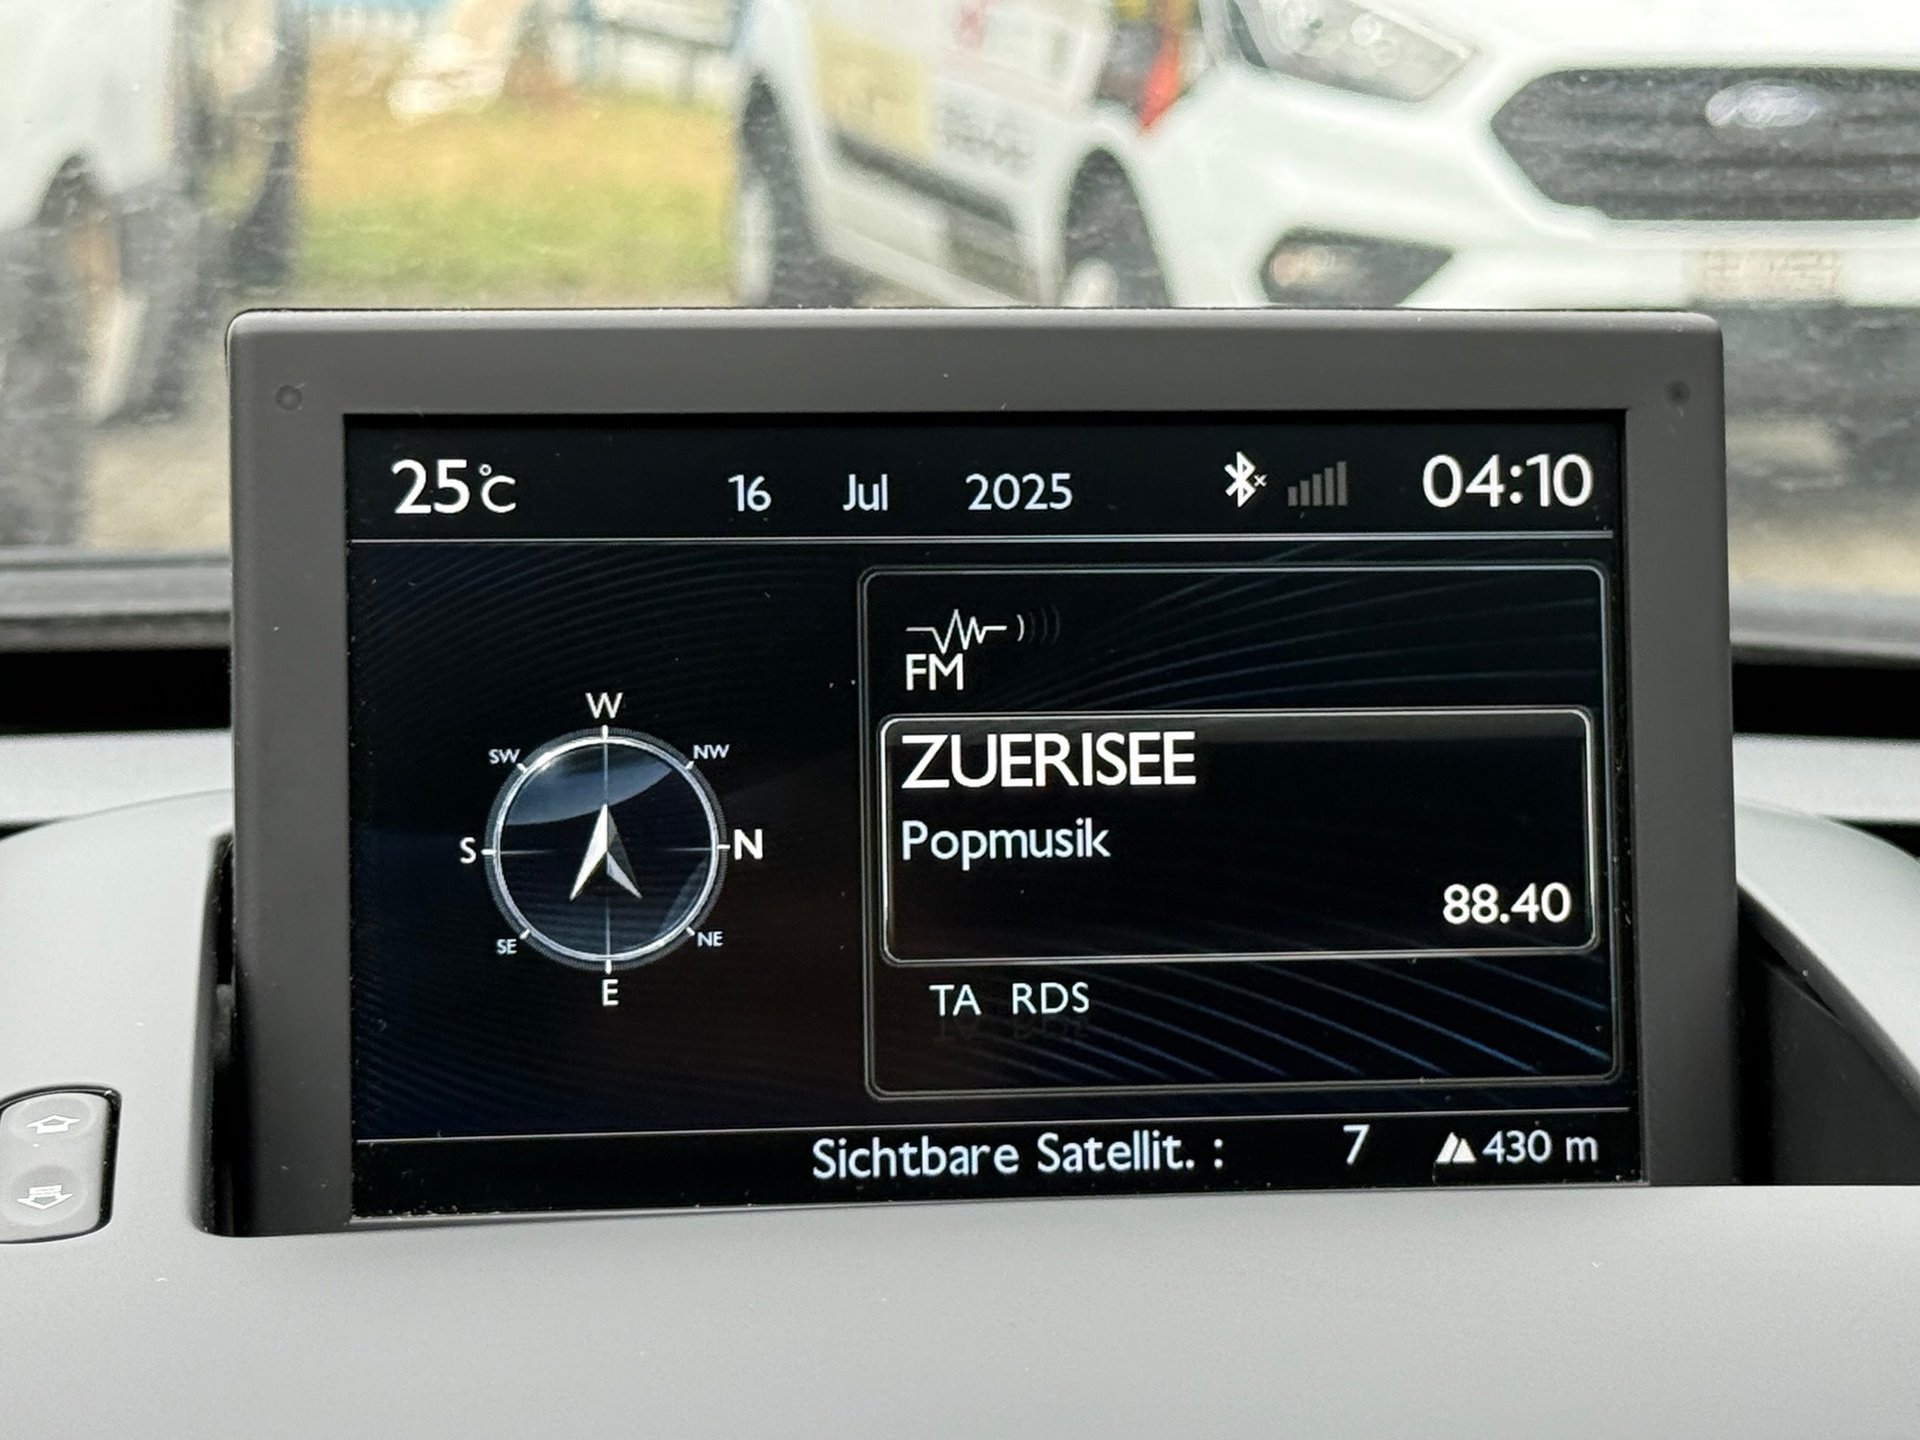 25°C 16 Jul 2025 04:10
FM
ZUERISEE
Popmusik
88.40
TA RDS
W
SW NW
S N
SE NE
E
Sichtbare Satellit. : 7 430 m